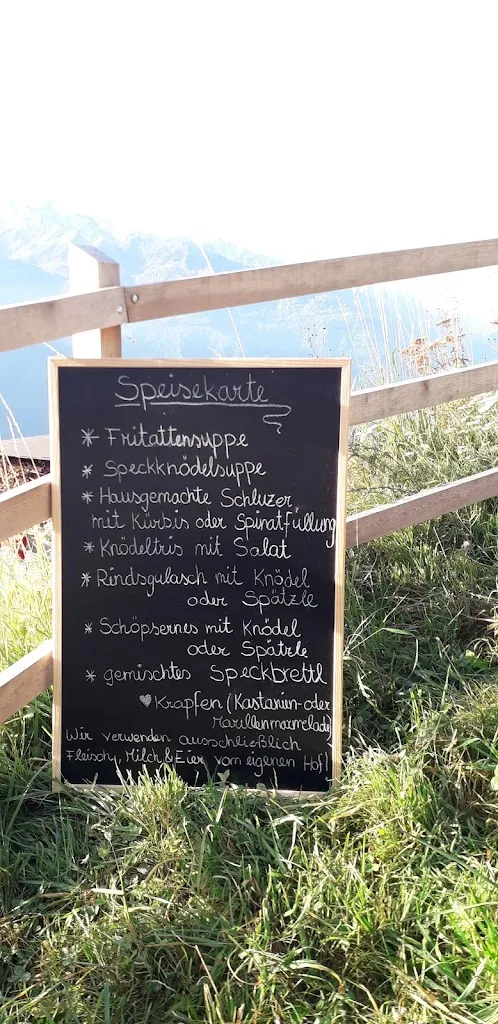 Speisekarte
* Fritattensuppe
* Speckknödelsuppe
* Hausgemachte Schluzer
mit Kürbis oder Spinatfüllung
* Knödeltris mit Salat
* Rindsgulasch mit Knödel
oder Spätzle
* Schöpsernes mit Knödel
oder Spätzle
* gemischtes Speckbrettl
♥ Krapfen (Kastanien- oder
Marillenmarmelade)
Wir verwenden ausschließlich
Fleisch, Milch & Eier vom eigenen Hof!